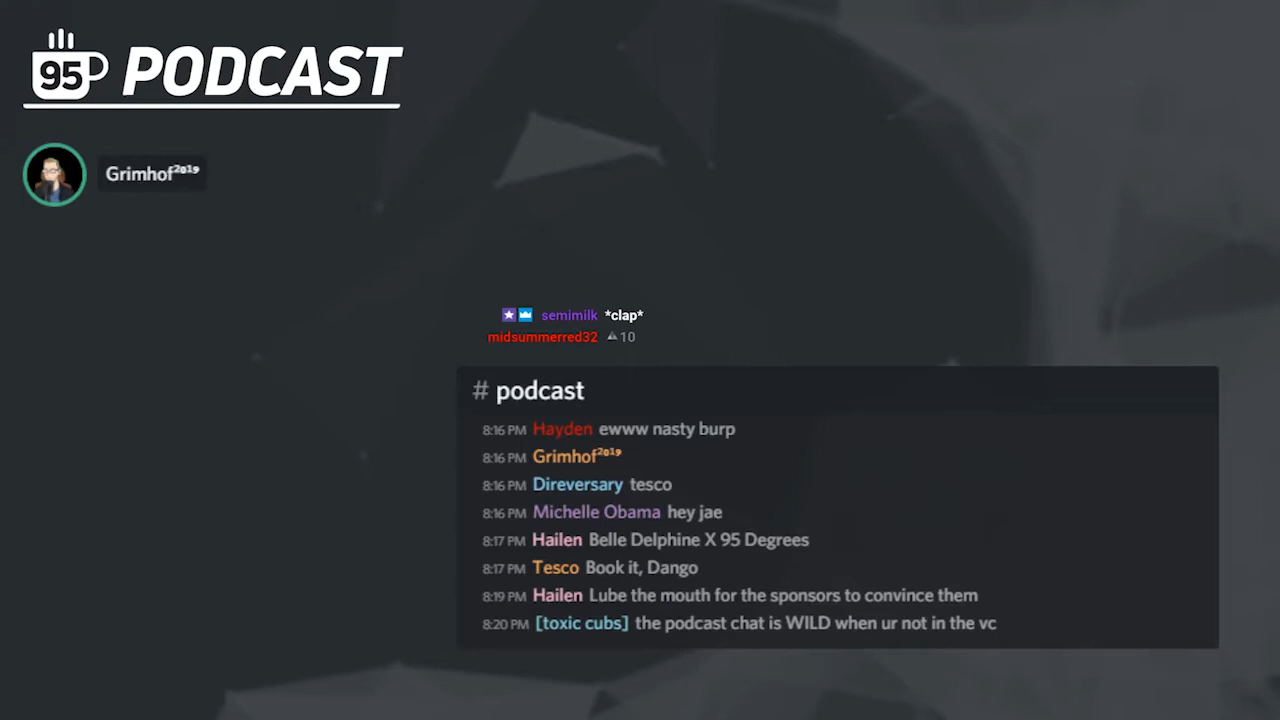 95 PODCAST
Grimhof²⁰¹⁹
semimilk *clap*
midsummerred32 10
# podcast
8:16 PM Hayden ewww nasty burp
8:16 PM Grimhof²⁰¹⁹
8:16 PM Direversary tesco
8:16 PM Michelle Obama hey jae
8:17 PM Hailen Belle Delphine X 95 Degrees
8:17 PM Tesco Book it, Dango
8:19 PM Hailen Lube the mouth for the sponsors to convince them
8:20 PM [toxic cubs] the podcast chat is WILD when ur not in the vc